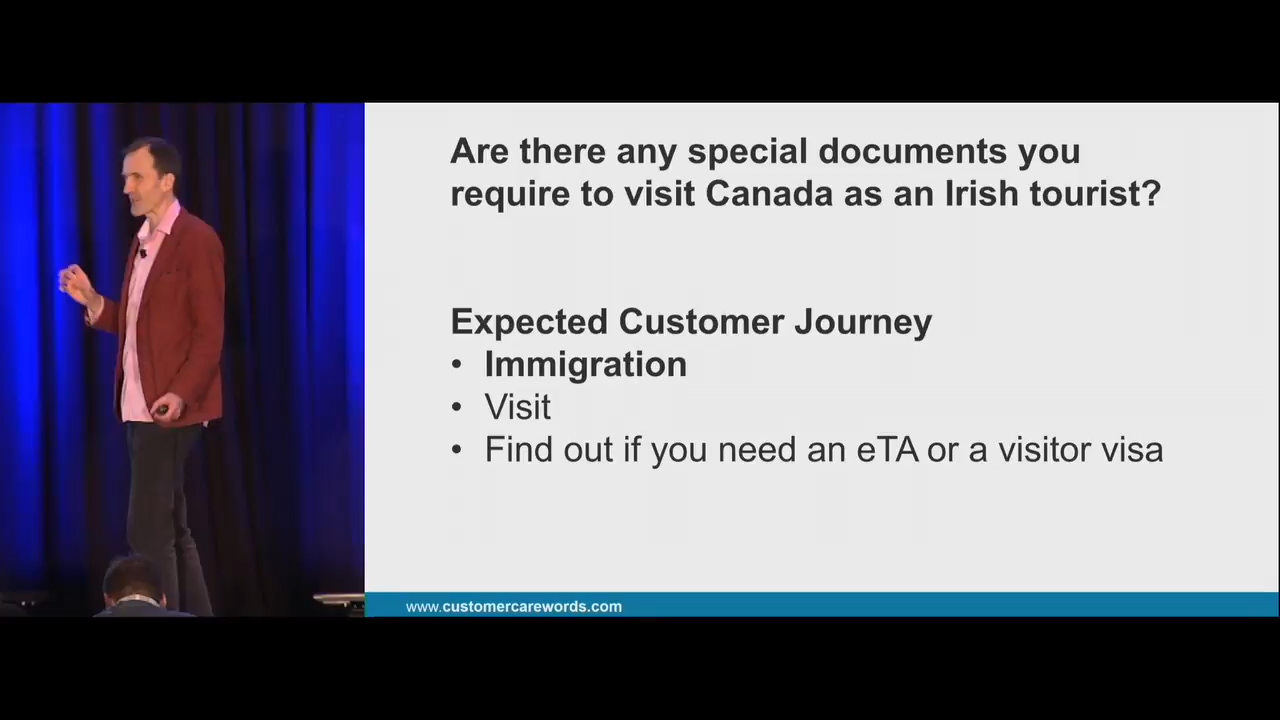 Are there any special documents you
require to visit Canada as an Irish tourist?
Expected Customer Journey
• Immigration
• Visit
• Find out if you need an eTA or a visitor visa
www.customercarewords.com